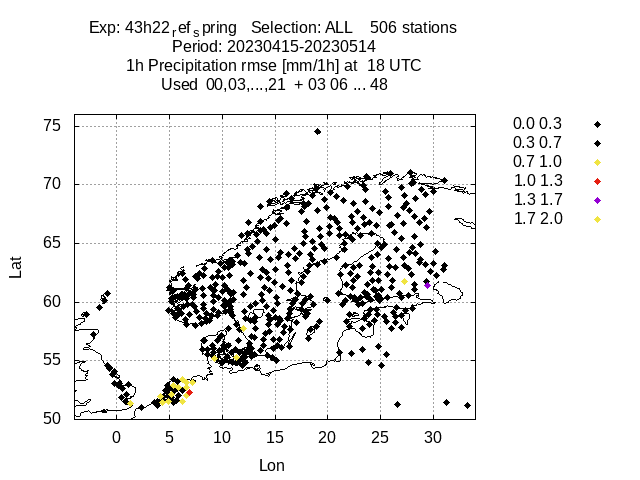 Exp: 43h22ref_spring Selection: ALL 506 stations
Period: 20230415-20230514
1h Precipitation rmse [mm/1h] at 18 UTC
Used 00,03,...,21 + 03 06 ... 48
75
70
65
60
55
50
Lat
0 5 10 15 20 25 30
Lon
0.0 0.3
0.3 0.7
0.7 1.0
1.0 1.3
1.3 1.7
1.7 2.0